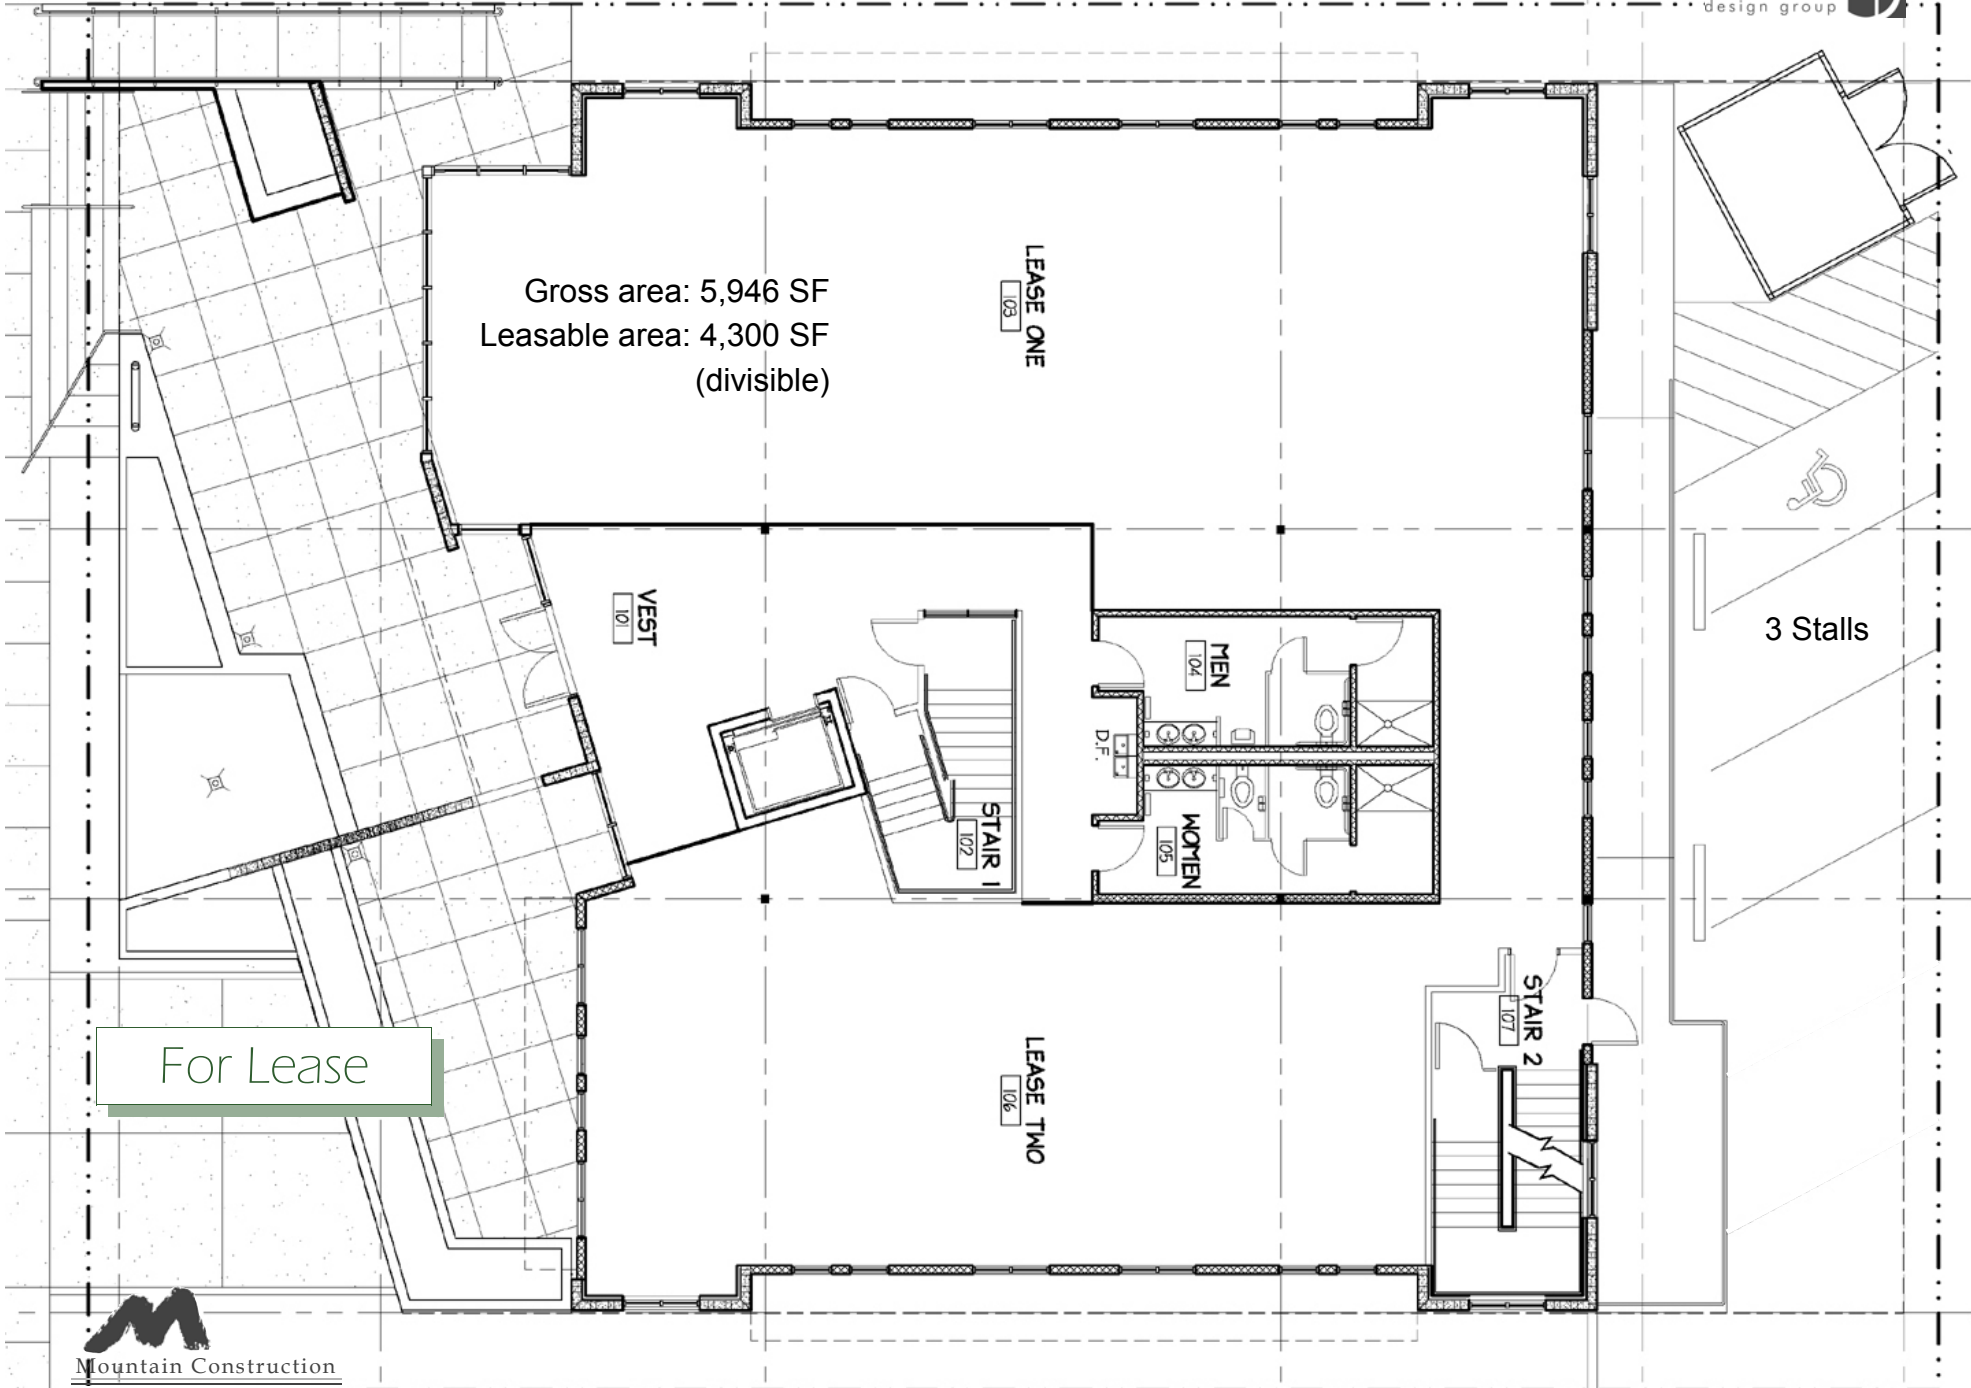 design group
Gross area: 5,946 SF
Leasable area: 4,300 SF
(divisible)
LEASE ONE
103
VEST
101
MEN
104
3 Stalls
D.F.
STAIR 1
102
WOMEN
105
STAIR 2
107
For Lease
LEASE TWO
106
Mountain Construction